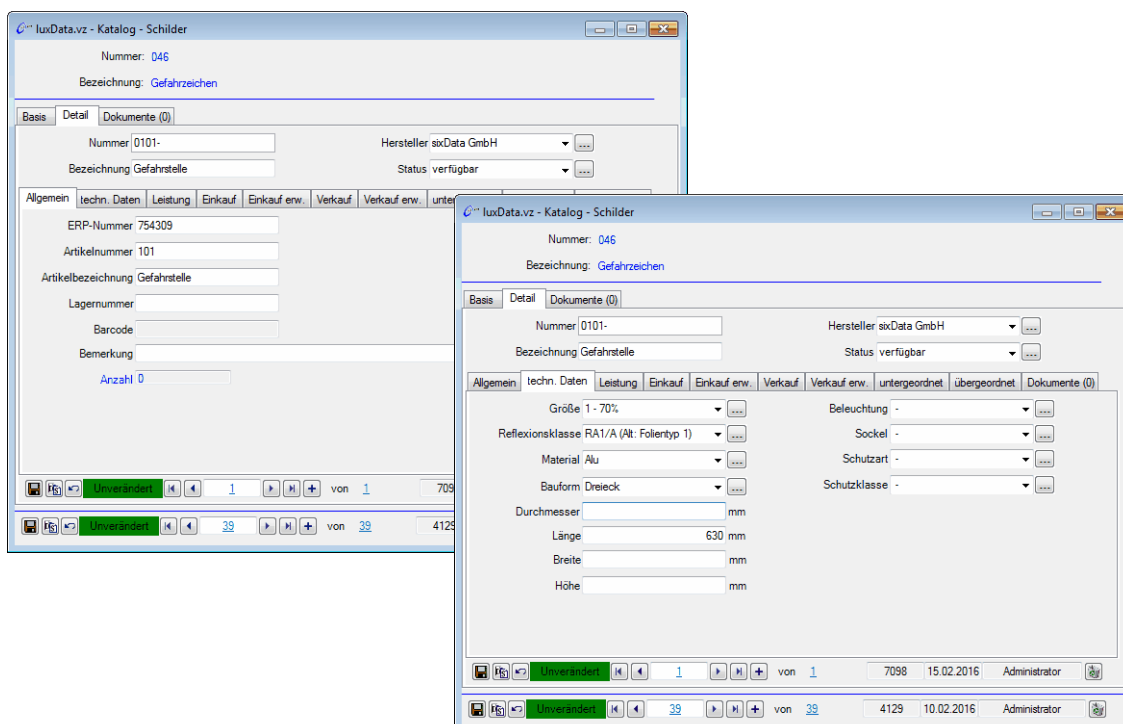 luxData.vz - Katalog - Schilder
Nummer: 046
Bezeichnung: Gefahrzeichen
Basis Detail Dokumente (0)
Nummer 0101- Hersteller sixData GmbH
Bezeichnung Gefahrstelle Status verfügbar
Allgemein techn. Daten Leistung Einkauf Einkauf erw. Verkauf Verkauf erw.
ERP-Nummer 754309
Artikelnummer 101
Artikelbezeichnung Gefahrstelle
Lagernummer
Barcode
Bemerkung
Anzahl 0
Unverändert 1 von 1 709
Unverändert 39 von 39 4129
luxData.vz - Katalog - Schilder
Nummer: 046
Bezeichnung: Gefahrzeichen
Basis Detail Dokumente (0)
Nummer 0101- Hersteller sixData GmbH
Bezeichnung Gefahrstelle Status verfügbar
Allgemein techn. Daten Leistung Einkauf Einkauf erw. Verkauf Verkauf erw. untergeordnet übergeordnet Dokumente (0)
Größe 1 - 70% Beleuchtung -
Reflexionsklasse RA1/A (Alt: Folientyp 1) Sockel -
Material Alu Schutzart -
Bauform Dreieck Schutzklasse -
Durchmesser mm
Länge 630 mm
Breite mm
Höhe mm
Unverändert 1 von 1 7098 15.02.2016 Administrator
Unverändert 39 von 39 4129 10.02.2016 Administrator